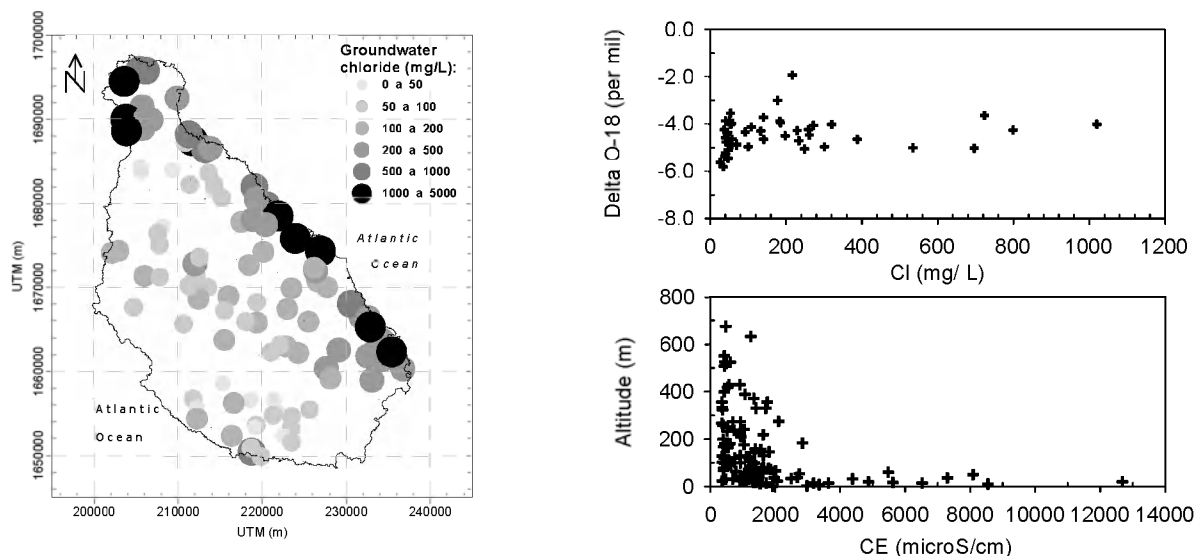 1700000
1690000
1680000
1670000
1660000
1650000
UTM (m)
N
Groundwater
chloride (mg/L):
0 a 50
50 a 100
100 a 200
200 a 500
500 a 1000
1000 a 5000
Atlantic
Ocean
Atlantic
Ocean
200000 210000 220000 230000 240000
UTM (m)
Delta O-18 (per mil)
0.0
-2.0
-4.0
-6.0
-8.0
0 200 400 600 800 1000 1200
Cl (mg/ L)
Altitude (m)
800
600
400
200
0
0 2000 4000 6000 8000 10000 12000 14000
CE (microS/cm)